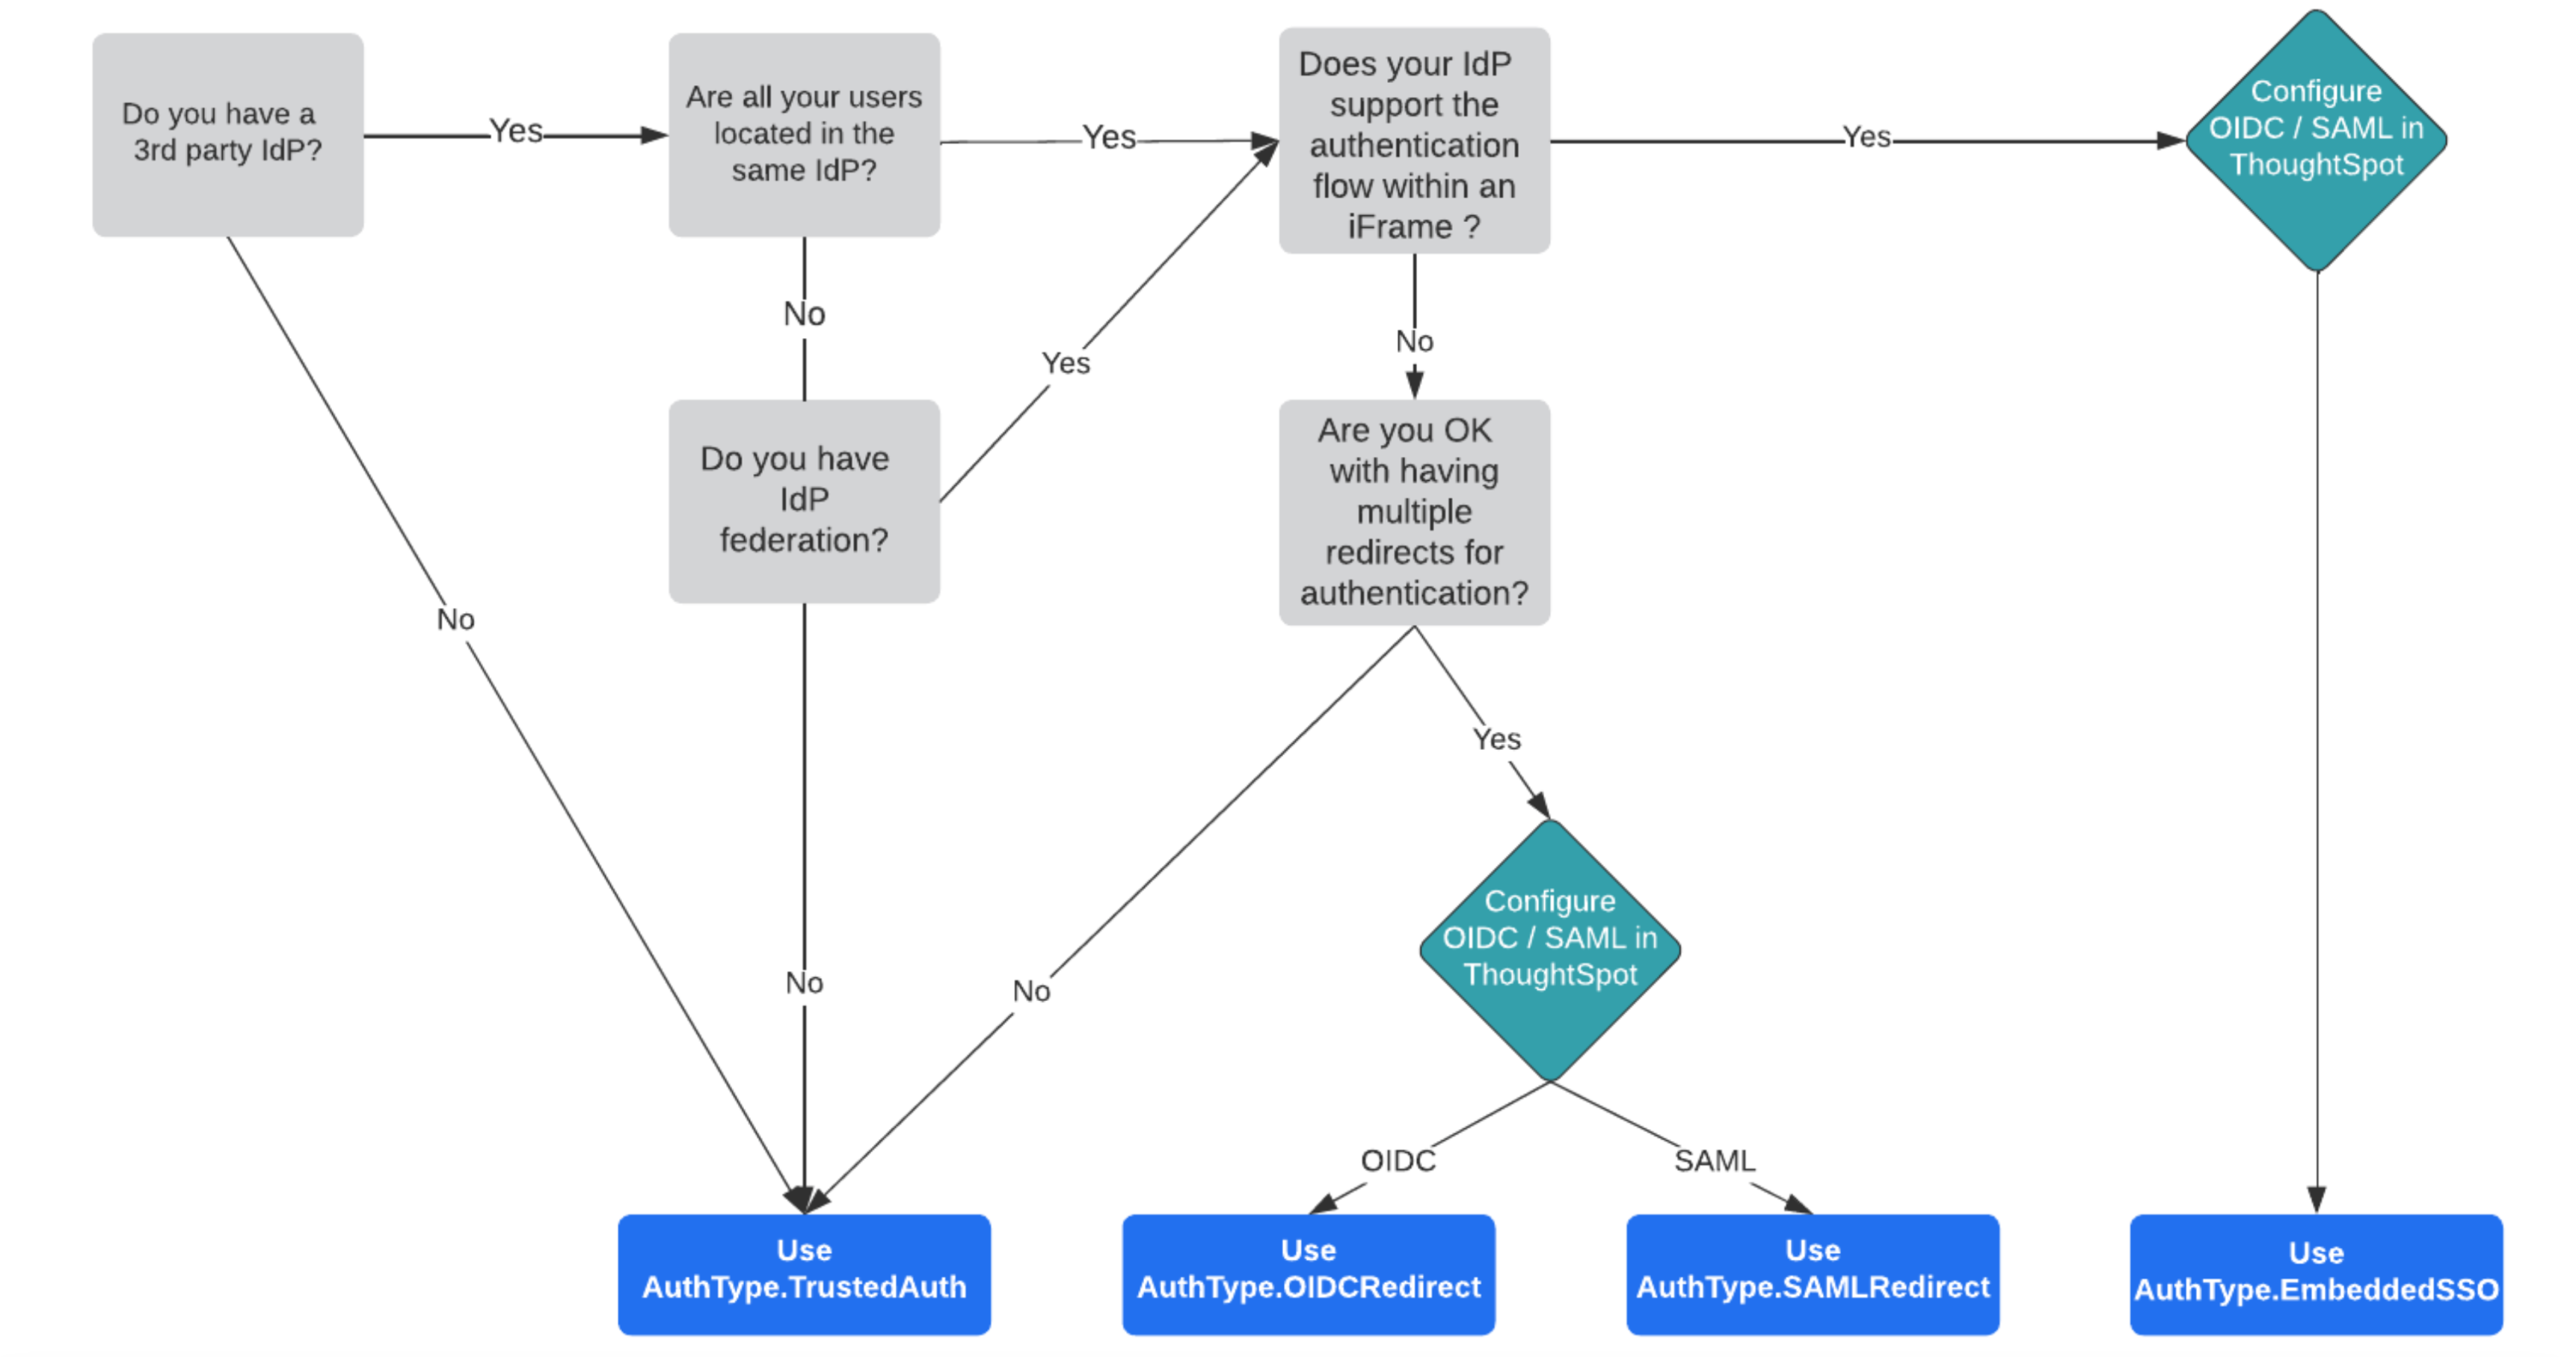 Do you have a
3rd party IdP?
Yes
Are all your users
located in the
same IdP?
Yes
Does your IdP
support the
authentication
flow within an
iFrame ?
Yes
Configure
OIDC / SAML in
ThoughtSpot
No
No
Yes
No
Do you have
IdP
federation?
Are you OK
with having
multiple
redirects for
authentication?
No
No
Yes
Configure
OIDC / SAML in
ThoughtSpot
OIDC
SAML
Use
AuthType.TrustedAuth
Use
AuthType.OIDCRedirect
Use
AuthType.SAMLRedirect
Use
AuthType.EmbeddedSSO